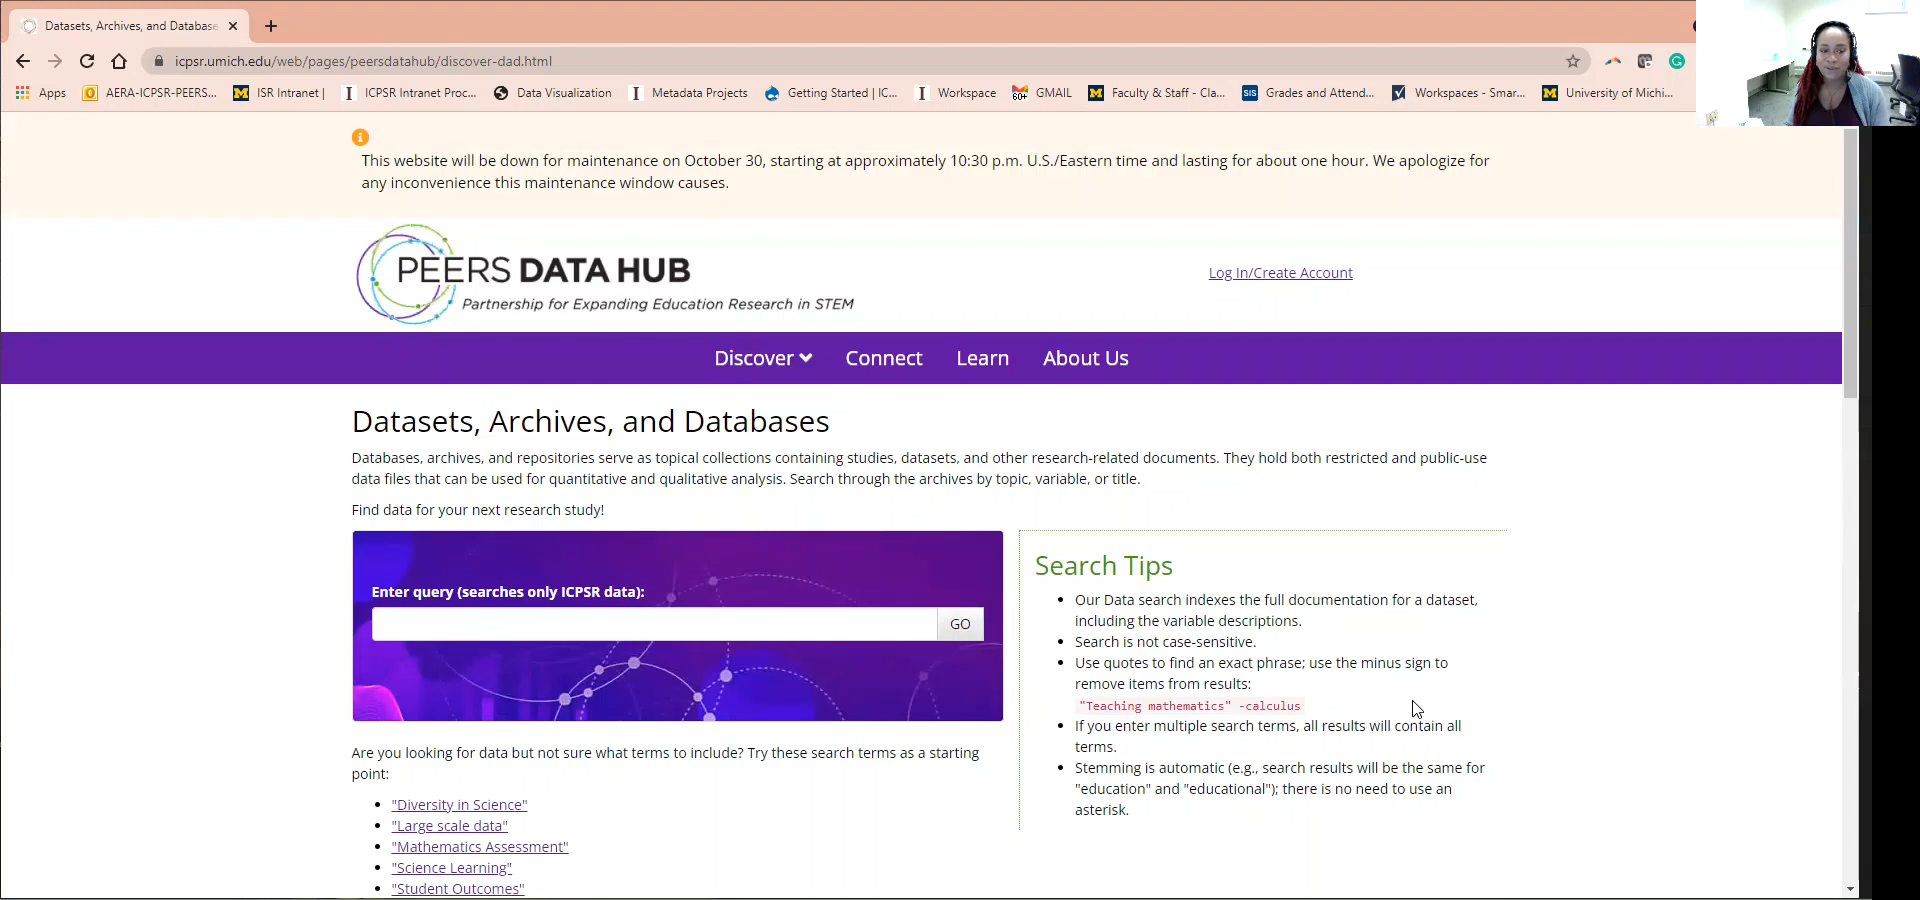 Datasets, Archives, and Database
icpsr.umich.edu/web/pages/peersdatahub/discover-dad.html
Apps AERA-ICPSR-PEERS... ISR Intranet | ICPSR Intranet Proc... Data Visualization Metadata Projects Getting Started | IC... Workspace GMAIL Faculty & Staff - Cla... SIS Grades and Attend... Workspaces - Smar... University of Michi...
This website will be down for maintenance on October 30, starting at approximately 10:30 p.m. U.S./Eastern time and lasting for about one hour. We apologize for
any inconvenience this maintenance window causes.
PEERS DATA HUB
Partnership for Expanding Education Research in STEM
Log In/Create Account
Discover Connect Learn About Us
Datasets, Archives, and Databases
Databases, archives, and repositories serve as topical collections containing studies, datasets, and other research-related documents. They hold both restricted and public-use
data files that can be used for quantitative and qualitative analysis. Search through the archives by topic, variable, or title.
Find data for your next research study!
Enter query (searches only ICPSR data):
GO
Are you looking for data but not sure what terms to include? Try these search terms as a starting
point:
"Diversity in Science"
"Large scale data"
"Mathematics Assessment"
"Science Learning"
"Student Outcomes"
Search Tips
Our Data search indexes the full documentation for a dataset,
including the variable descriptions.
Search is not case-sensitive.
Use quotes to find an exact phrase; use the minus sign to
remove items from results:
"Teaching mathematics" -calculus
If you enter multiple search terms, all results will contain all
terms.
Stemming is automatic (e.g., search results will be the same for
"education" and "educational"); there is no need to use an
asterisk.